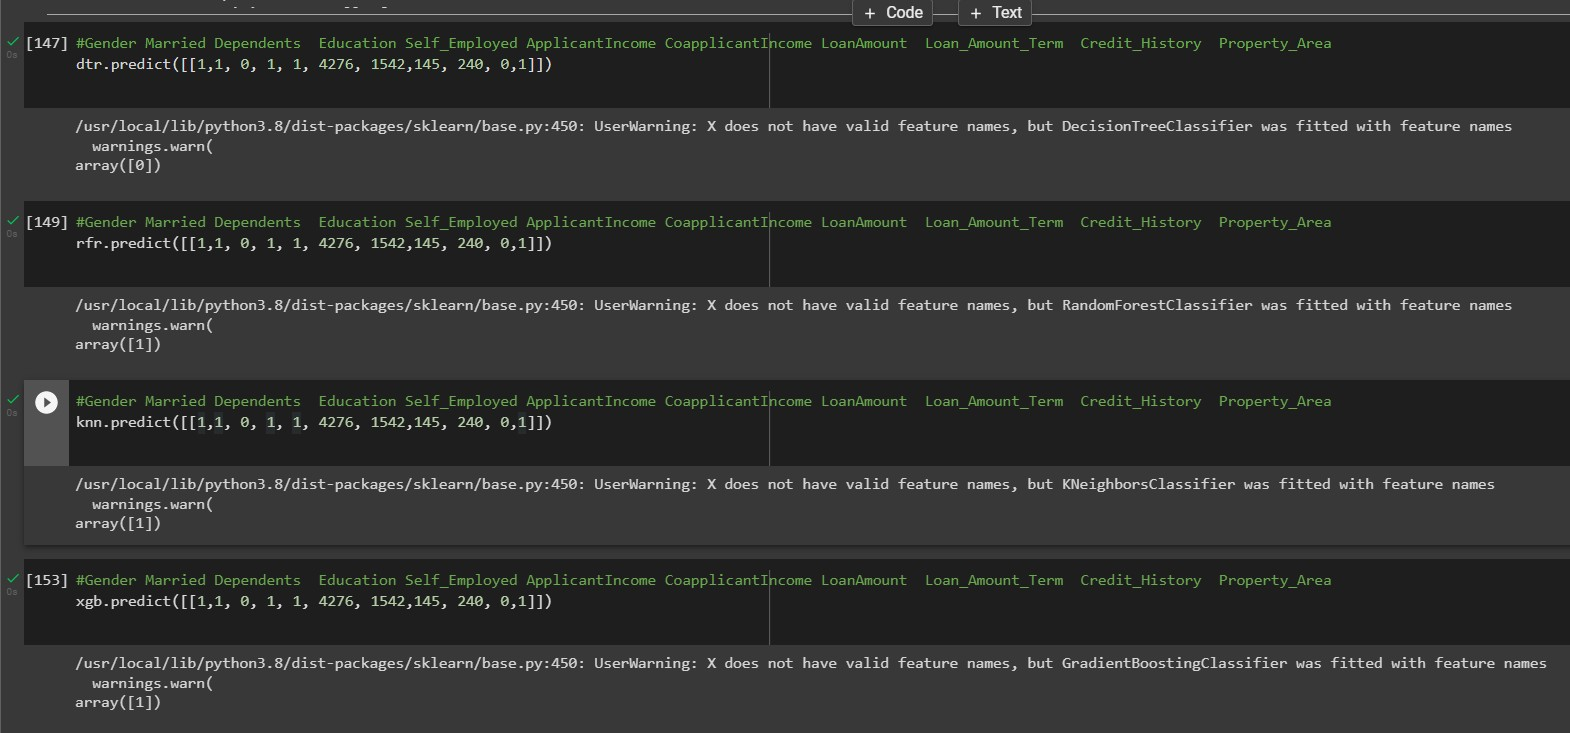 + Code + Text
[147] #Gender Married Dependents  Education Self_Employed ApplicantIncome CoapplicantIncome LoanAmount  Loan_Amount_Term  Credit_History  Property_Area
0s dtr.predict([[1,1, 0, 1, 1, 4276, 1542,145, 240, 0,1]])
/usr/local/lib/python3.8/dist-packages/sklearn/base.py:450: UserWarning: X does not have valid feature names, but DecisionTreeClassifier was fitted with feature names
  warnings.warn(
array([0])
[149] #Gender Married Dependents  Education Self_Employed ApplicantIncome CoapplicantIncome LoanAmount  Loan_Amount_Term  Credit_History  Property_Area
0s rfr.predict([[1,1, 0, 1, 1, 4276, 1542,145, 240, 0,1]])
/usr/local/lib/python3.8/dist-packages/sklearn/base.py:450: UserWarning: X does not have valid feature names, but RandomForestClassifier was fitted with feature names
  warnings.warn(
array([1])
#Gender Married Dependents  Education Self_Employed ApplicantIncome CoapplicantIncome LoanAmount  Loan_Amount_Term  Credit_History  Property_Area
0s knn.predict([[1,1, 0, 1, 1, 4276, 1542,145, 240, 0,1]])
/usr/local/lib/python3.8/dist-packages/sklearn/base.py:450: UserWarning: X does not have valid feature names, but KNeighborsClassifier was fitted with feature names
  warnings.warn(
array([1])
[153] #Gender Married Dependents  Education Self_Employed ApplicantIncome CoapplicantIncome LoanAmount  Loan_Amount_Term  Credit_History  Property_Area
0s xgb.predict([[1,1, 0, 1, 1, 4276, 1542,145, 240, 0,1]])
/usr/local/lib/python3.8/dist-packages/sklearn/base.py:450: UserWarning: X does not have valid feature names, but GradientBoostingClassifier was fitted with feature names
  warnings.warn(
array([1])